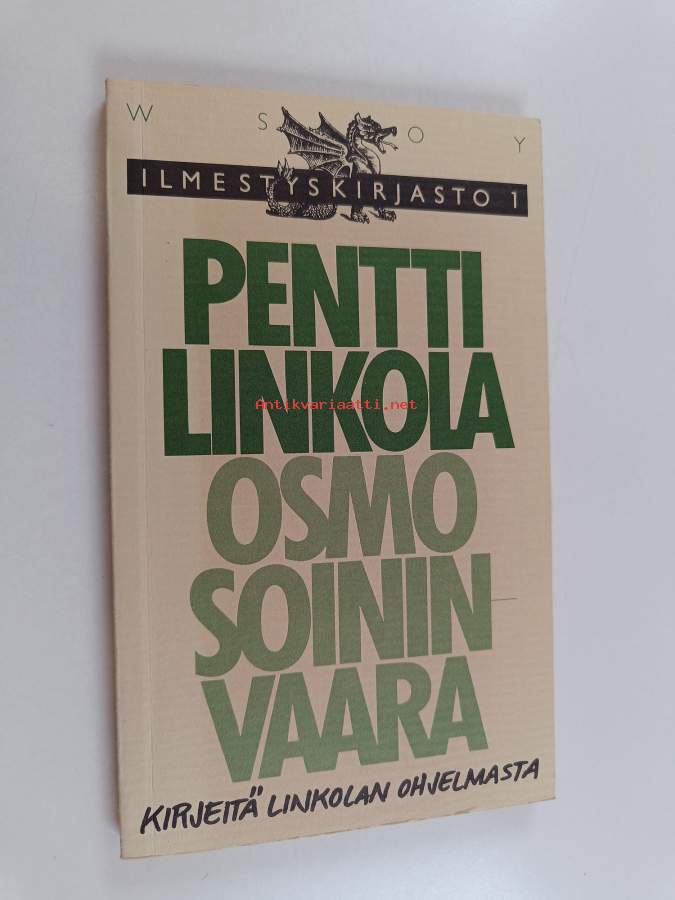 W S O Y
ILMESTYSKIRJASTO 1
PENTTI
LINKOLA
Antikvariaatti.net
OSMO
SOININ-
VAARA
KIRJEITÄ LINKOLAN OHJELMASTA